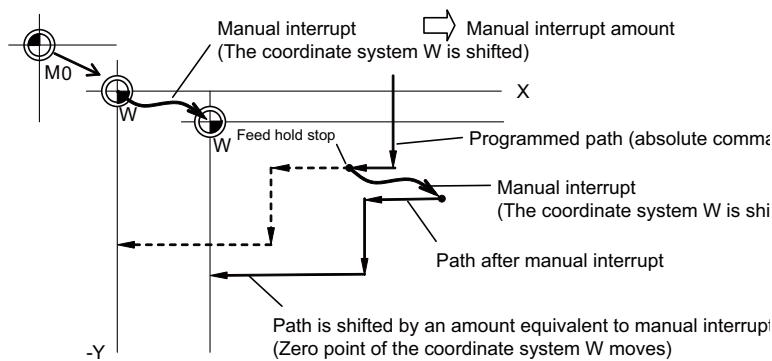 Manual interrupt
(The coordinate system W is shifted)
Manual interrupt amount
M0
X
W
W
Feed hold stop
Programmed path (absolute comma
Manual interrupt
(The coordinate system W is shi
Path after manual interrupt
Path is shifted by an amount equivalent to manual interrupt
(Zero point of the coordinate system W moves)
-Y